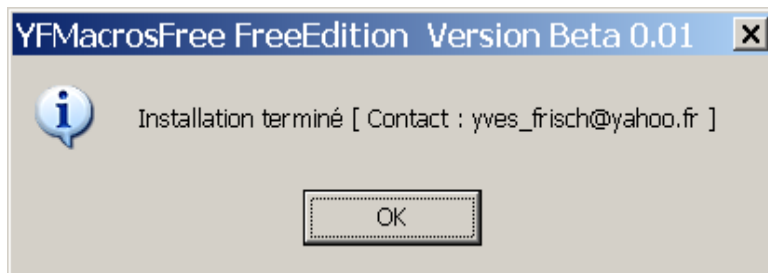 YFMacrosFree FreeEdition  Version Beta 0.01
Installation terminé [ Contact : yves_frisch@yahoo.fr ]
OK